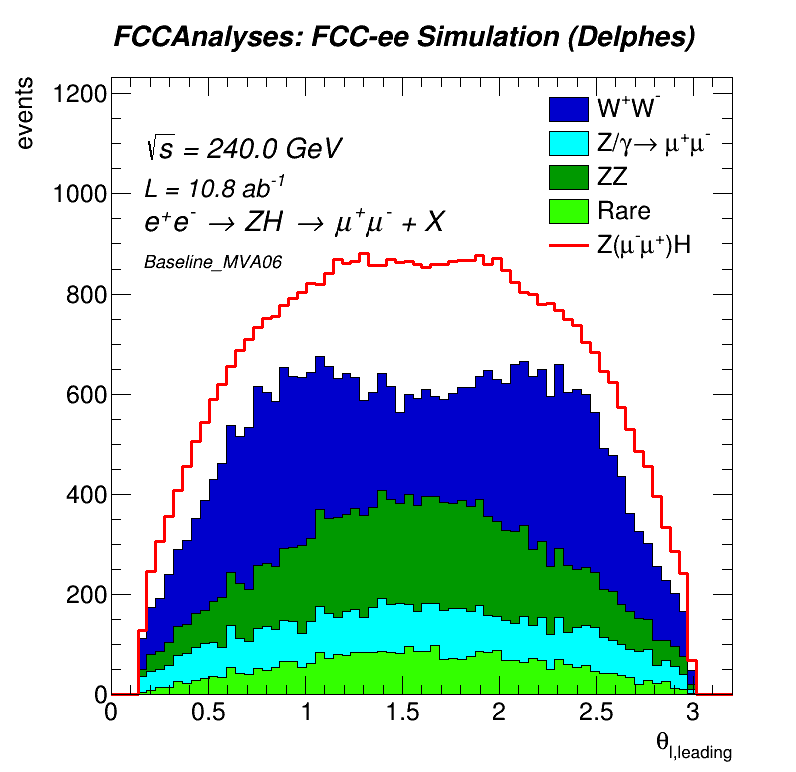 FCCAnalyses: FCC-ee Simulation (Delphes)
events
1200
1000
800
600
400
200
0
√s = 240.0 GeV
L = 10.8 ab⁻¹
e⁺e⁻ → ZH → μ⁺μ⁻ + X
Baseline_MVA06
W⁺W⁻
Z/γ→ μ⁺μ⁻
ZZ
Rare
Z(μ⁻μ⁺)H
0 0.5 1 1.5 2 2.5 3
θl,leading